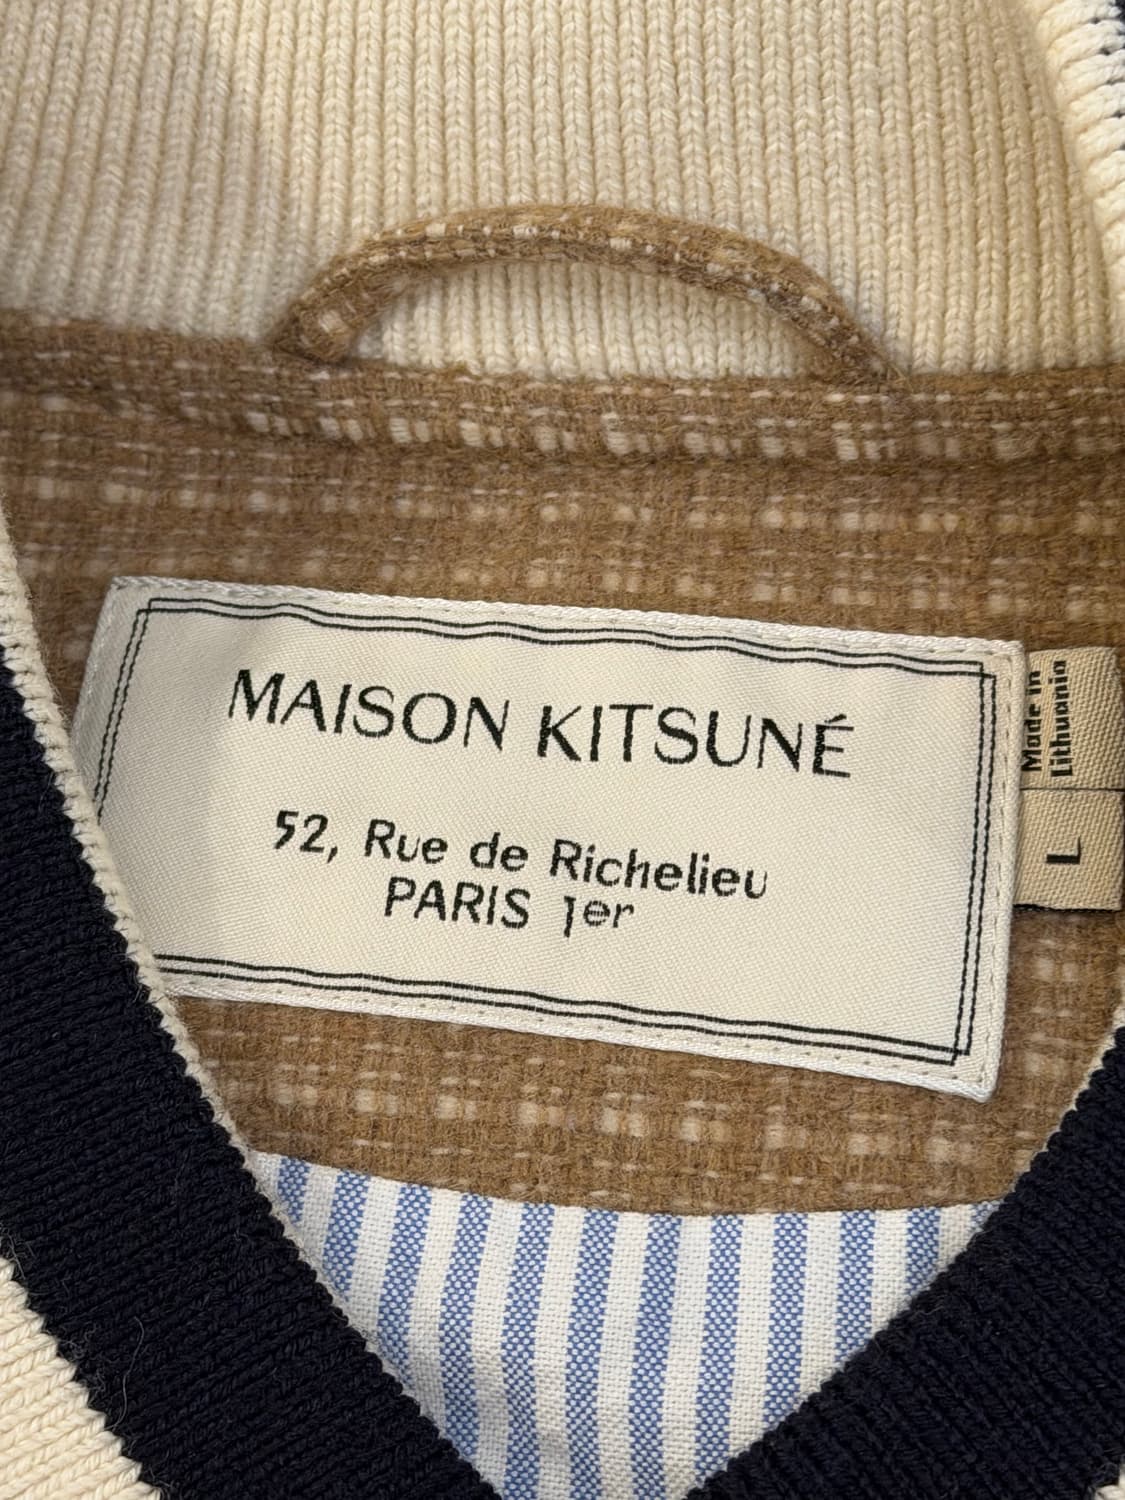 MAISON KITSUNÉ
52, Rue de Richelieu
PARIS 1er
Made in
Lithuania
L